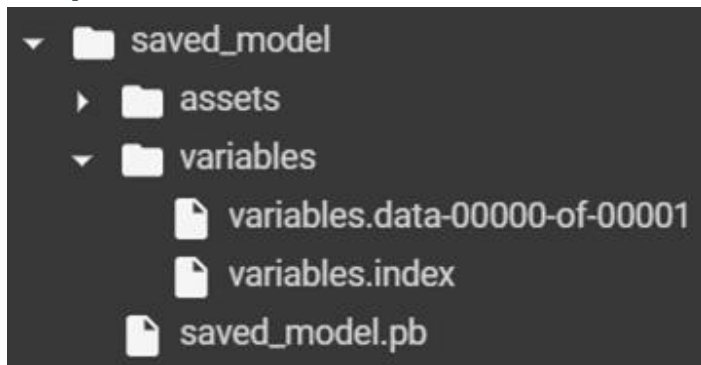 saved_model
assets
variables
variables.data-00000-of-00001
variables.index
saved_model.pb